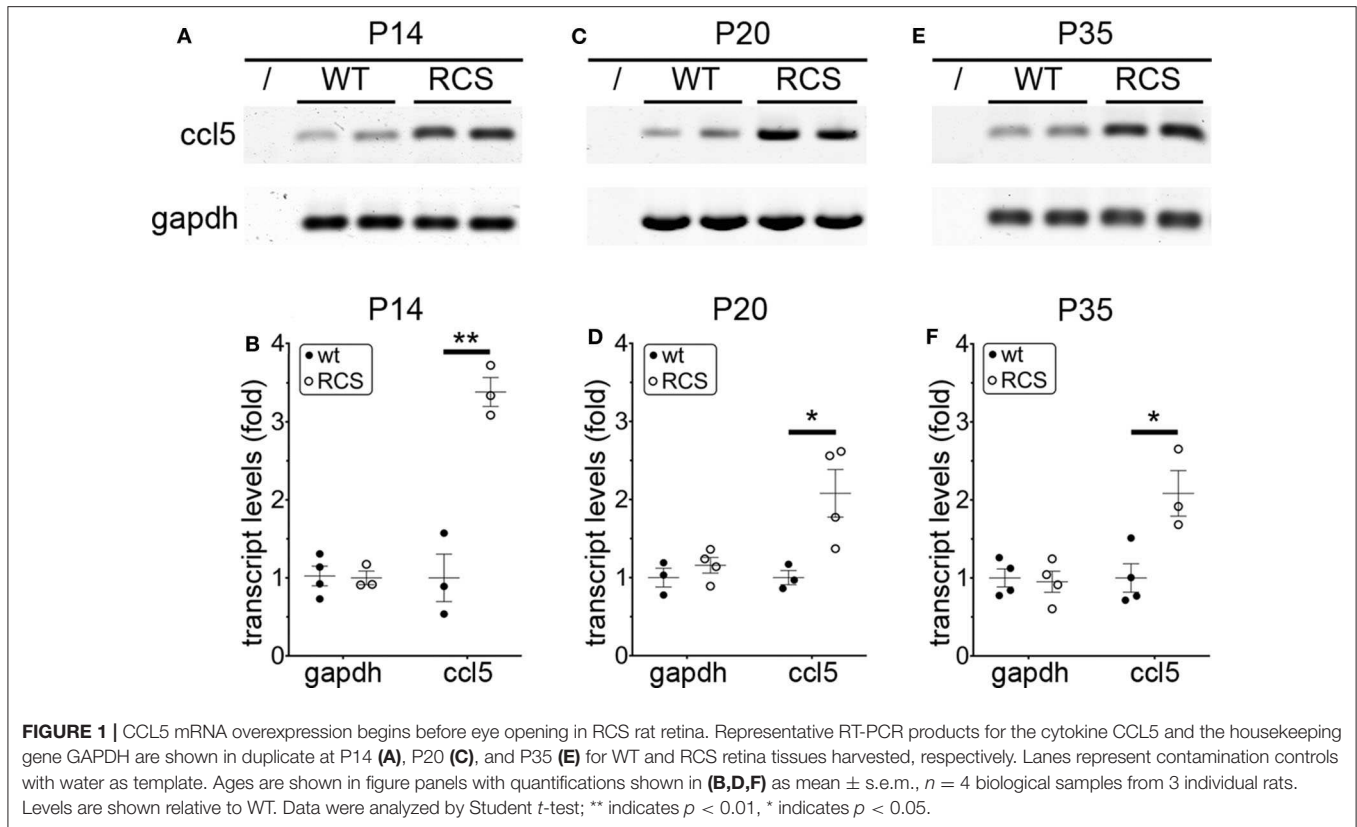 A P14 C P20 E P35
/ WT RCS / WT RCS / WT RCS
ccl5
gapdh
P14 P20 P35
B D F
wt wt wt
RCS RCS RCS
** * *
transcript levels (fold) transcript levels (fold) transcript levels (fold)
4 4 4
3 3 3
2 2 2
1 1 1
0 0 0
gapdh ccl5 gapdh ccl5 gapdh ccl5
FIGURE 1 | CCL5 mRNA overexpression begins before eye opening in RCS rat retina. Representative RT-PCR products for the cytokine CCL5 and the housekeeping
gene GAPDH are shown in duplicate at P14 (A), P20 (C), and P35 (E) for WT and RCS retina tissues harvested, respectively. Lanes represent contamination controls
with water as template. Ages are shown in figure panels with quantifications shown in (B,D,F) as mean ± s.e.m., n = 4 biological samples from 3 individual rats.
Levels are shown relative to WT. Data were analyzed by Student t-test; ** indicates p < 0.01, * indicates p < 0.05.